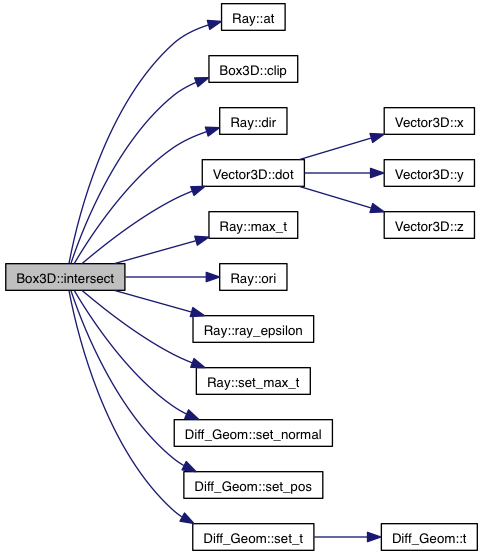 Ray::at
Box3D::clip
Ray::dir
Vector3D::x
Vector3D::dot
Vector3D::y
Ray::max_t
Vector3D::z
Box3D::intersect
Ray::ori
Ray::ray_epsilon
Ray::set_max_t
Diff_Geom::set_normal
Diff_Geom::set_pos
Diff_Geom::set_t
Diff_Geom::t